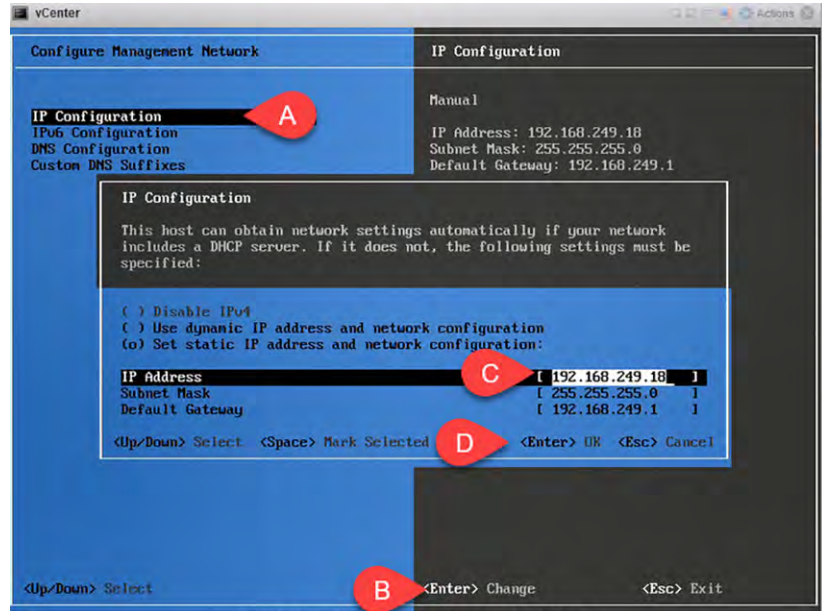 vCenter
Actions
Configure Management Network
IP Configuration
IP Configuration
A
IPv6 Configuration
DNS Configuration
Custom DNS Suffixes
Manual
IP Address: 192.168.249.18
Subnet Mask: 255.255.255.0
Default Gateway: 192.168.249.1
IP Configuration
This host can obtain network settings automatically if your network
includes a DHCP server. If it does not, the following settings must be
specified:
( ) Disable IPv4
( ) Use dynamic IP address and network configuration
(o) Set static IP address and network configuration:
IP Address C [ 192.168.249.18_ ]
Subnet Mask [ 255.255.255.0 ]
Default Gateway [ 192.168.249.1 ]
<Up/Down> Select <Space> Mark Selected D <Enter> OK <Esc> Cancel
<Up/Down> Select B <Enter> Change <Esc> Exit